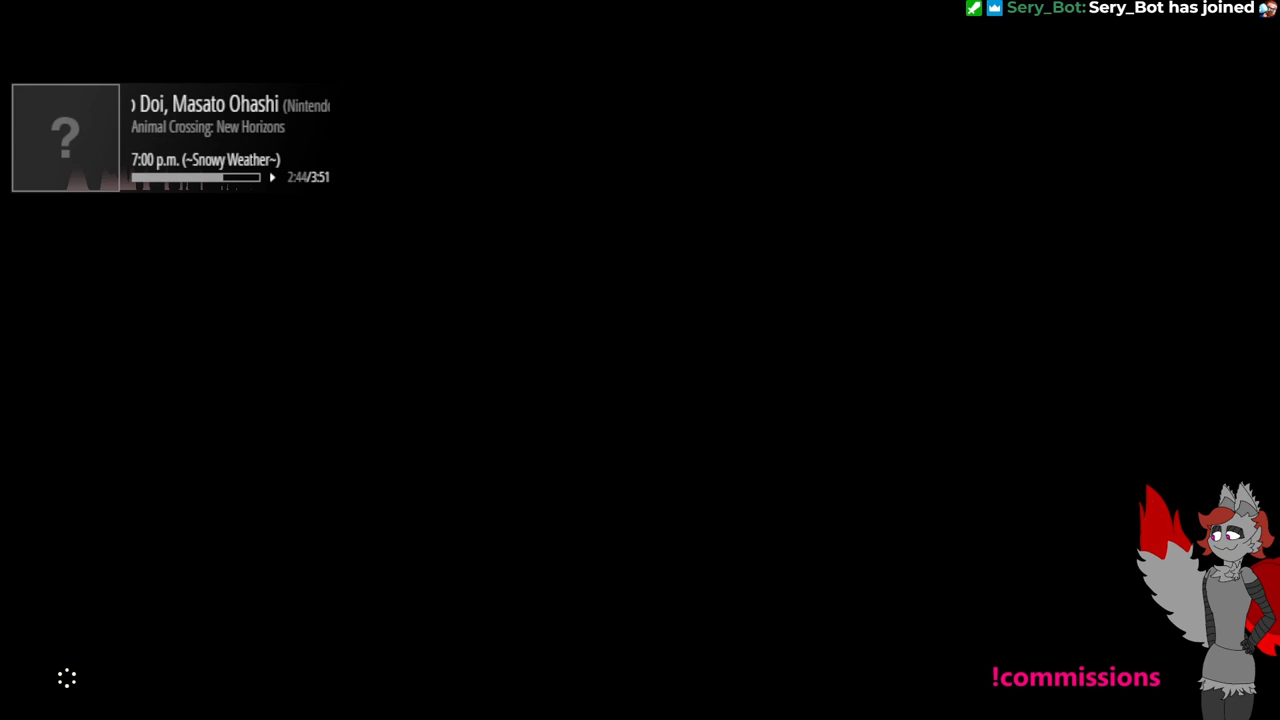 Sery_Bot: Sery_Bot has joined
Doi, Masato Ohashi (Nintend
Animal Crossing: New Horizons
7:00 p.m. (~Snowy Weather~)
2:44/3:51
!commissions